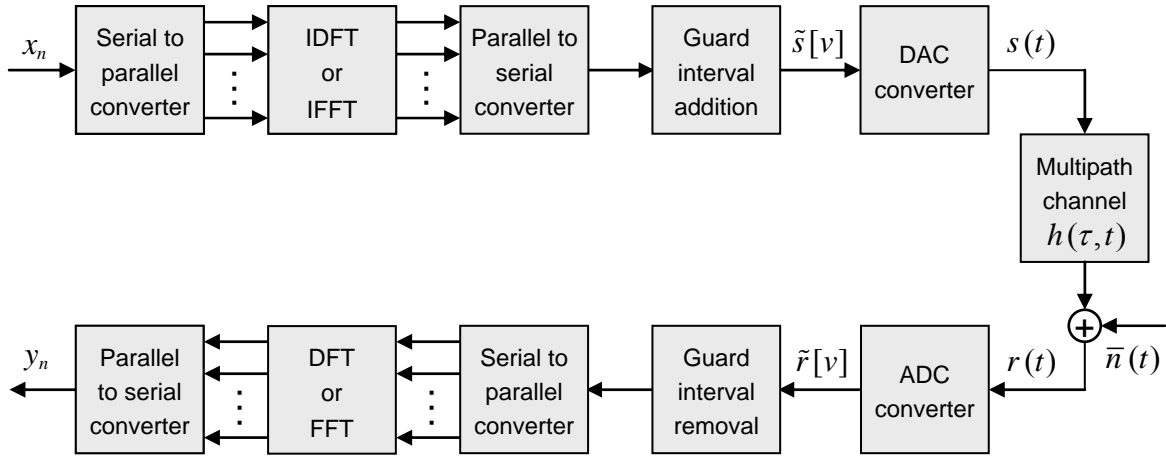 x_n
Serial to
parallel
converter
⋮
IDFT
or
IFFT
⋮
Parallel to
serial
converter
Guard
interval
addition
s̃[v]
DAC
converter
s(t)
Multipath
channel
h(τ,t)
+
n̄(t)
r(t)
ADC
converter
r̃[v]
Guard
interval
removal
Serial to
parallel
converter
⋮
DFT
or
FFT
⋮
Parallel
to serial
converter
y_n